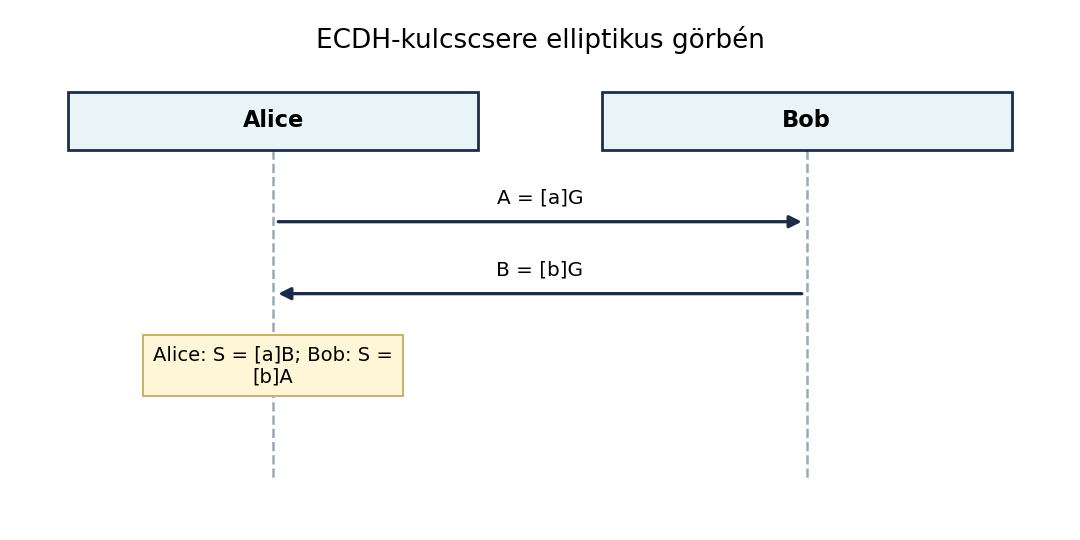 ECDH-kulcscsere elliptikus görbén
Alice
Bob
A = [a]G
B = [b]G
Alice: S = [a]B; Bob: S =
[b]A